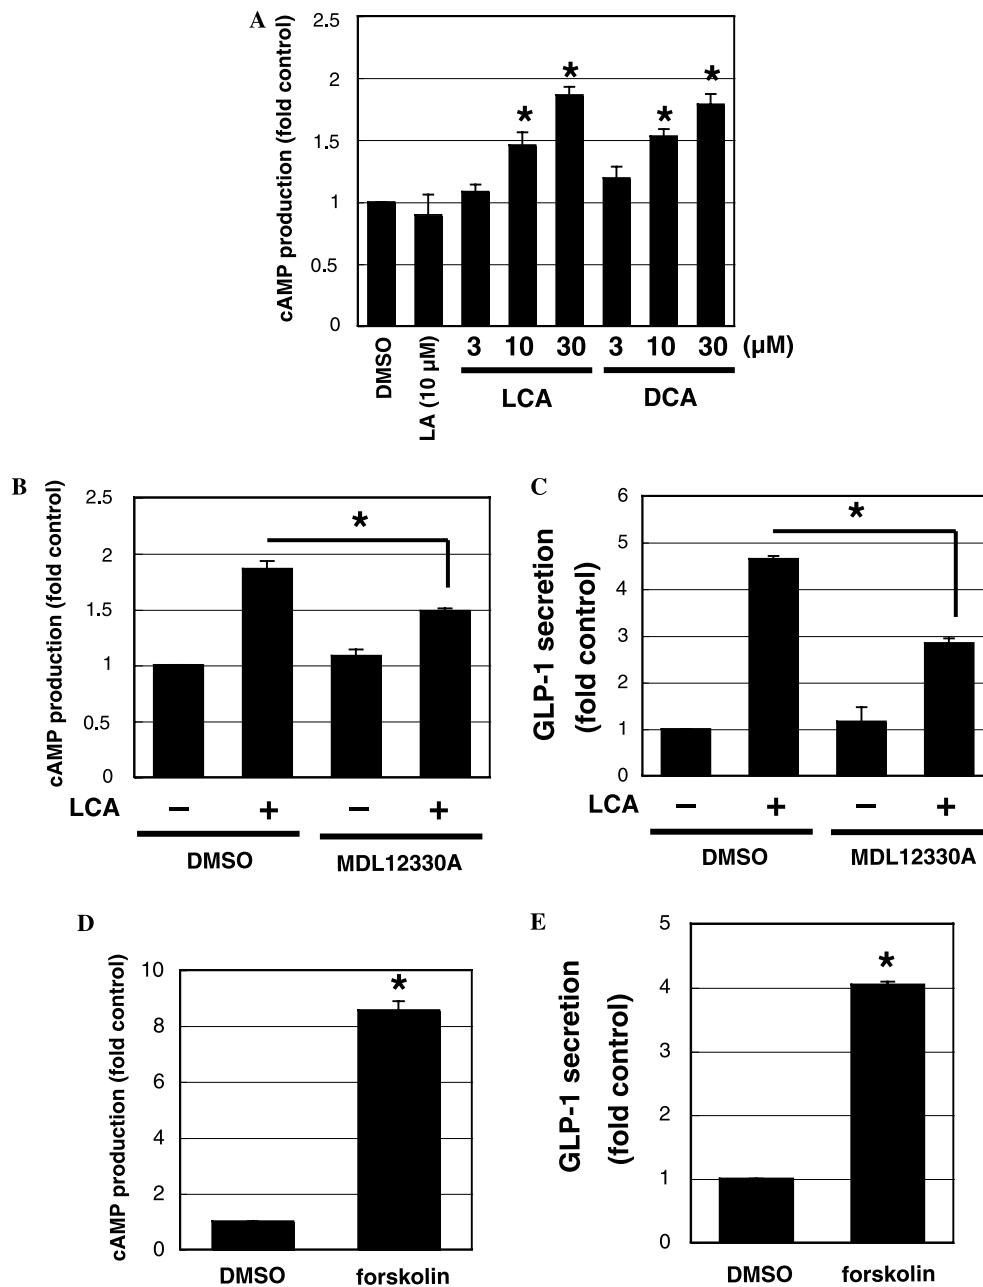 A
cAMP production (fold control)
2.5
2
1.5
1
0.5
0
DMSO
LA (10 µM)
3 10 30 3 10 30 (µM)
LCA DCA
* * * *
B
cAMP production (fold control)
2.5
2
1.5
1
0.5
0
*
LCA − + − +
DMSO MDL12330A
C
GLP-1 secretion
(fold control)
6
5
4
3
2
1
0
*
LCA − + − +
DMSO MDL12330A
D
cAMP production (fold control)
10
8
6
4
2
0
*
DMSO forskolin
E
GLP-1 secretion
(fold control)
5
4
3
2
1
0
*
DMSO forskolin